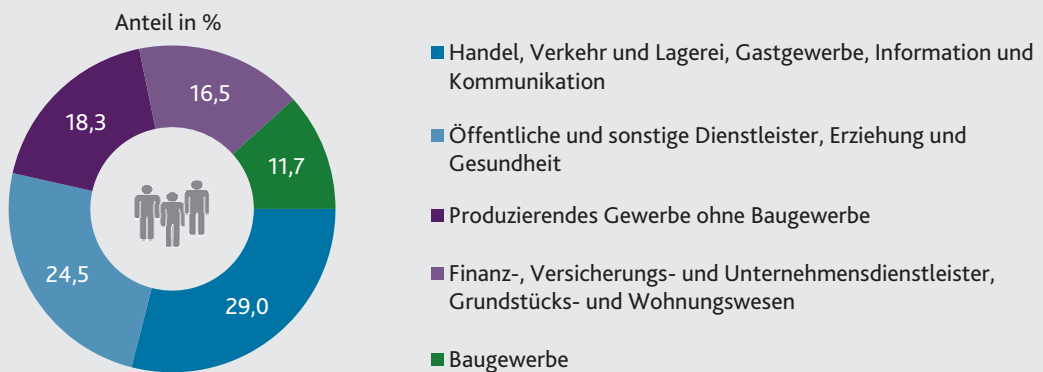 Anteil in %
16,5
18,3
11,7
24,5
29,0
Handel, Verkehr und Lagerei, Gastgewerbe, Information und
Kommunikation
Öffentliche und sonstige Dienstleister, Erziehung und
Gesundheit
Produzierendes Gewerbe ohne Baugewerbe
Finanz-, Versicherungs- und Unternehmensdienstleister,
Grundstücks- und Wohnungswesen
Baugewerbe